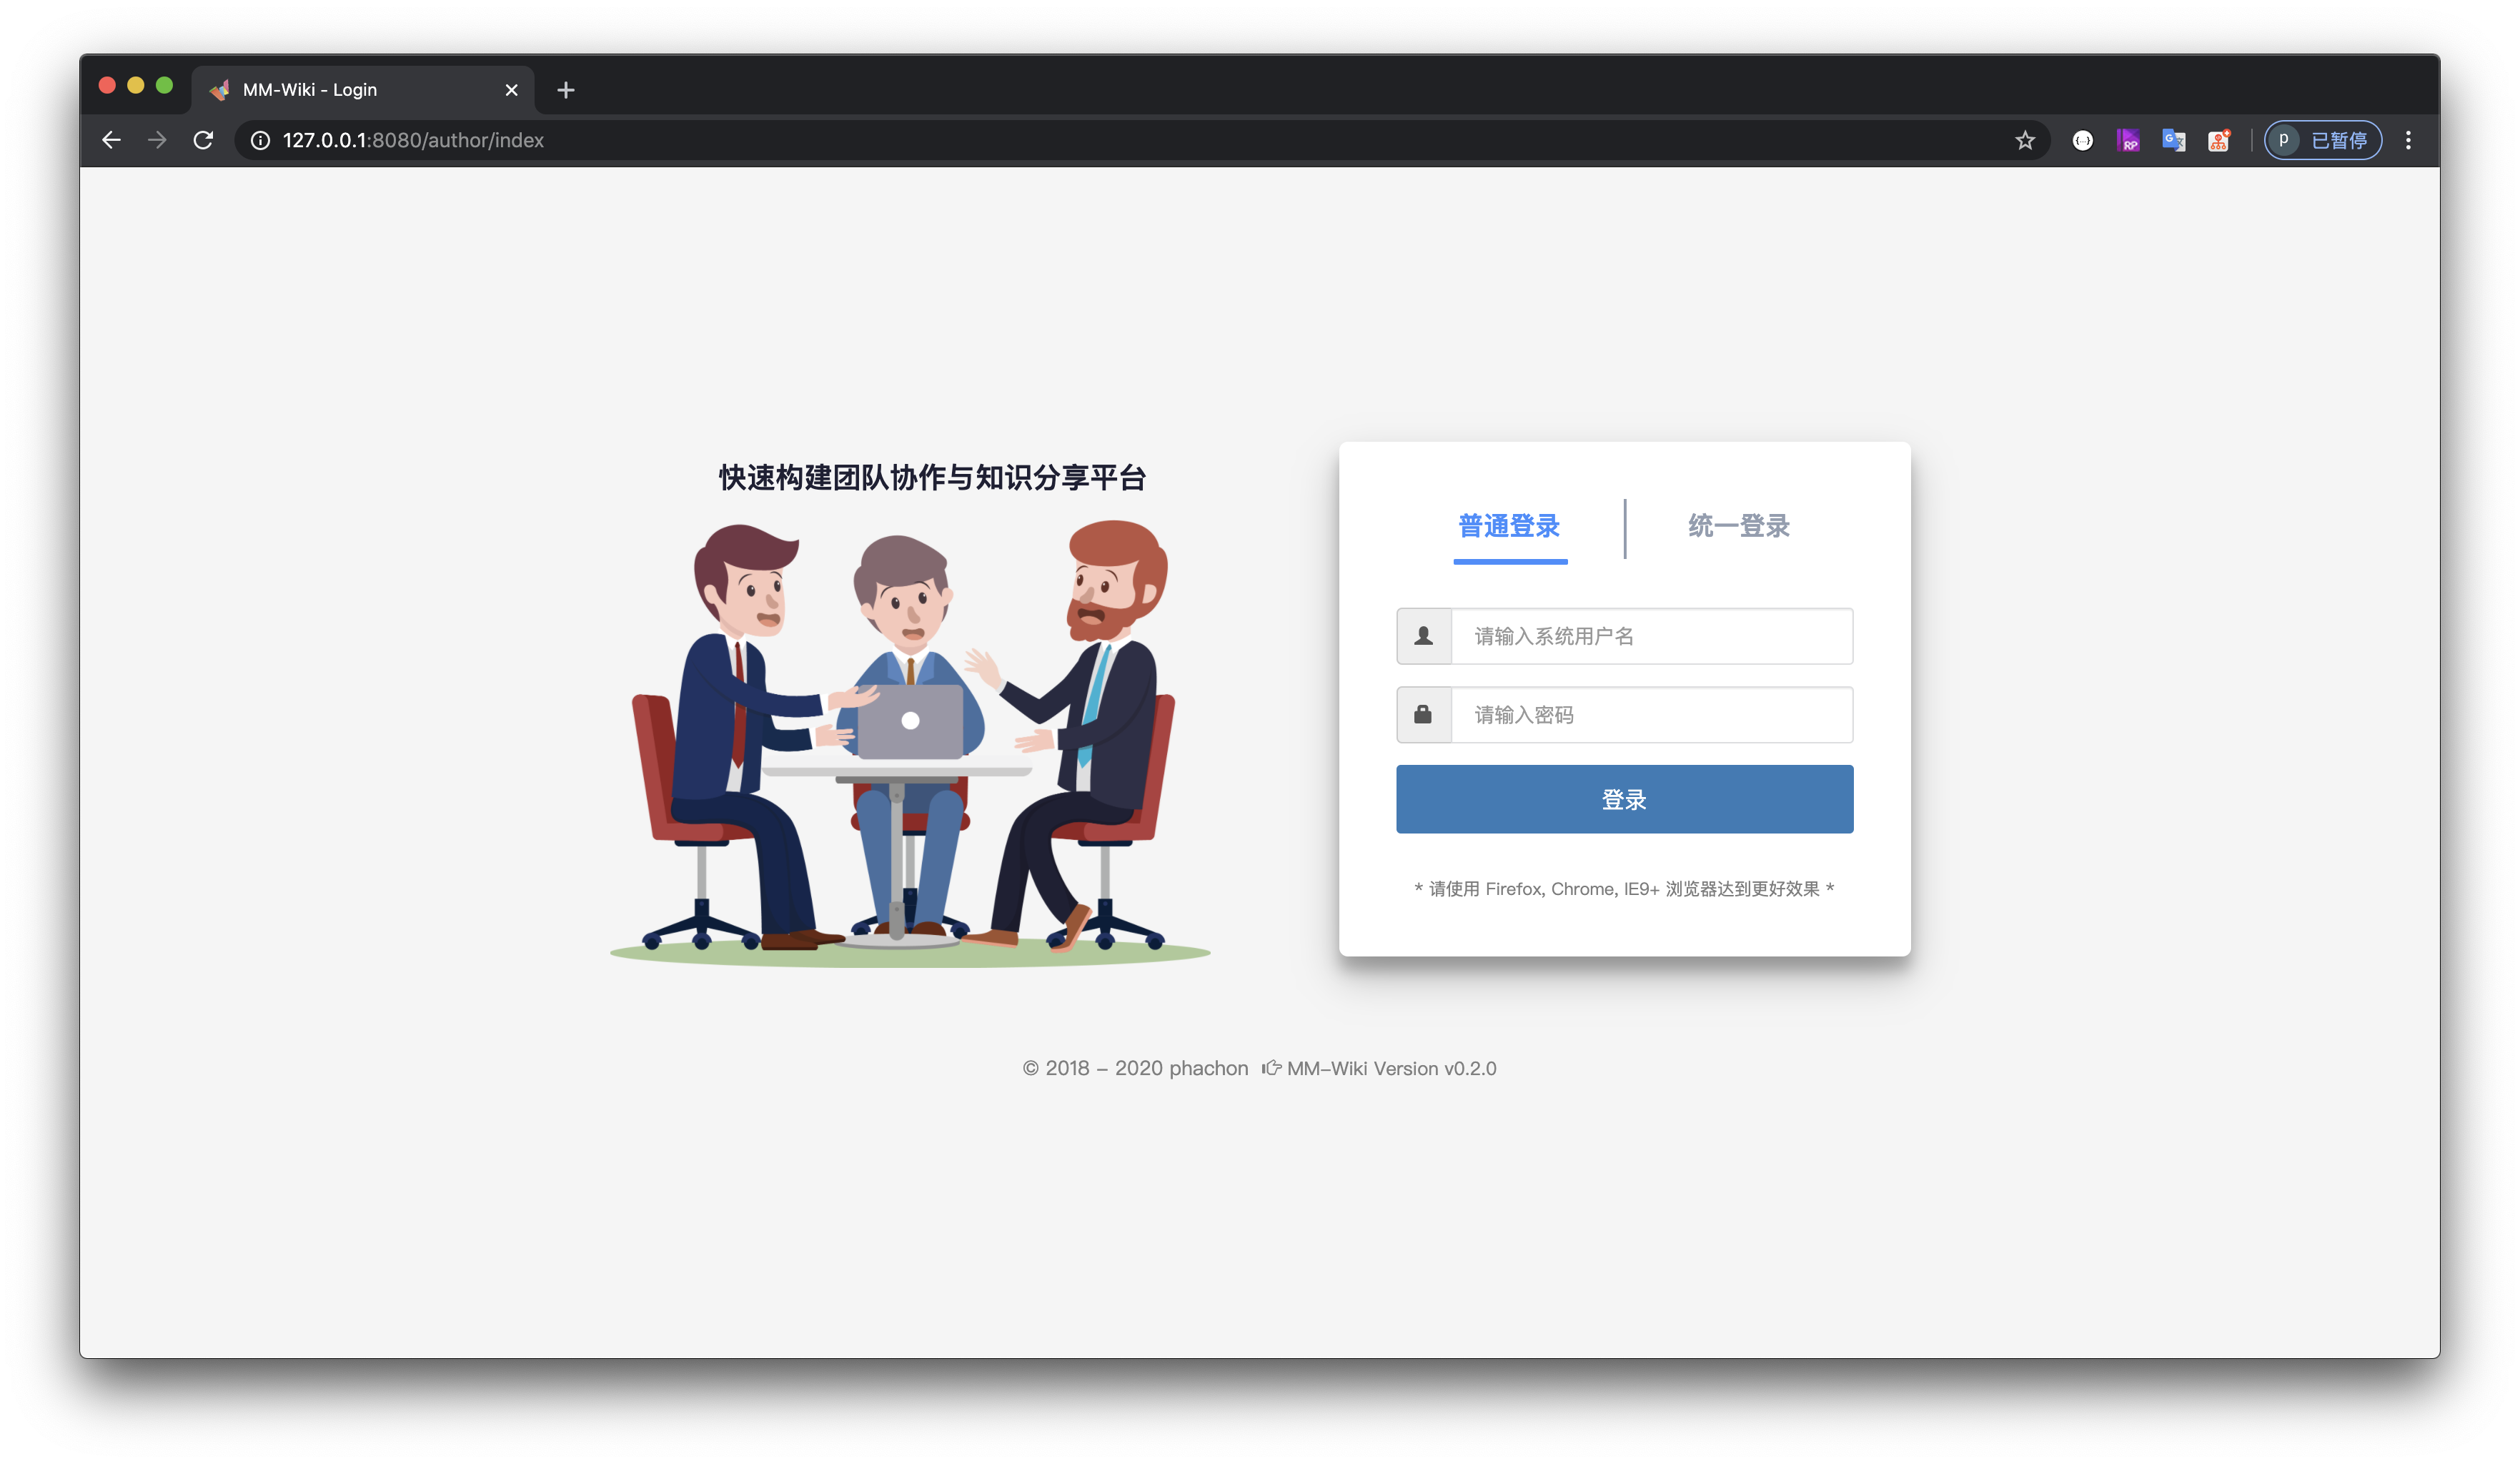 MM-Wiki - Login
127.0.0.1:8080/author/index
RP
G
p 已暂停
快速构建团队协作与知识分享平台
普通登录
统一登录
请输入系统用户名
请输入密码
登录
* 请使用 Firefox, Chrome, IE9+ 浏览器达到更好效果 *
© 2018 – 2020 phachon MM–Wiki Version v0.2.0